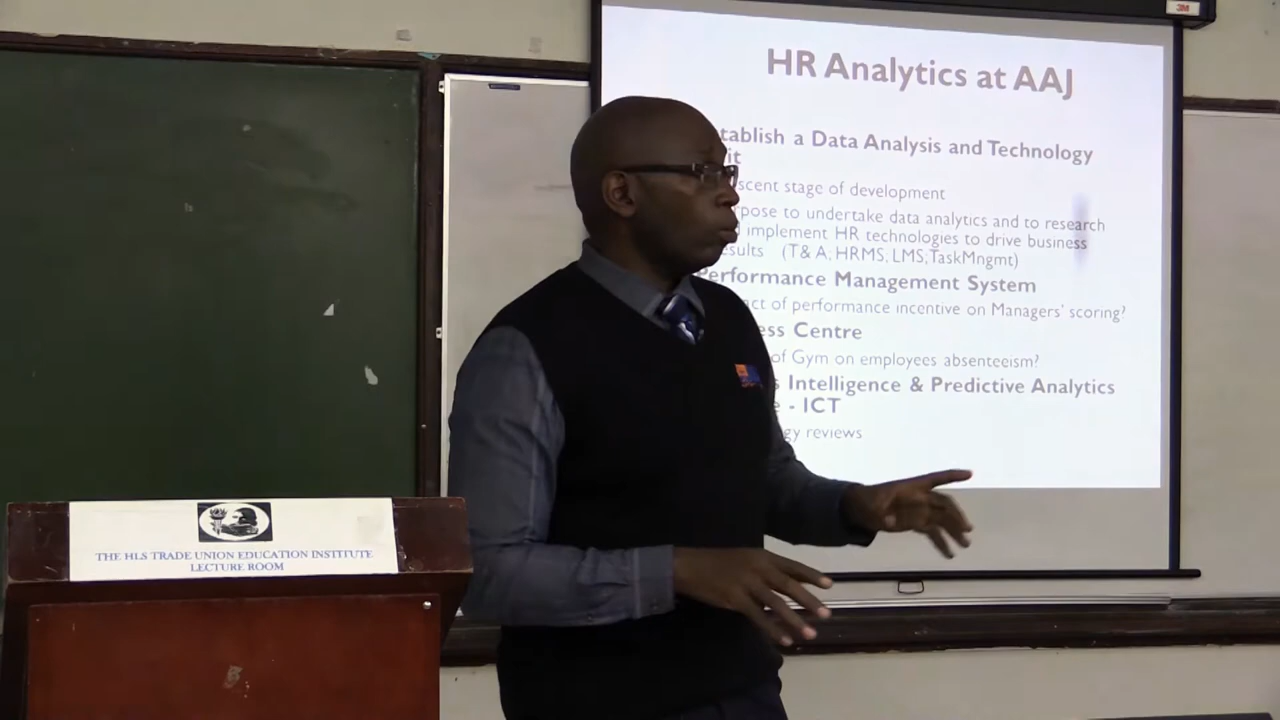 3M
HR Analytics at AAJ
tablish a Data Analysis and Technology
it
scent stage of development
rpose to undertake data analytics and to research
implement HR technologies to drive business
esults (T& A; HRMS, LMS, TaskMngmt)
Performance Management System
act of performance incentive on Managers' scoring?
ess Centre
of Gym on employees absenteeism?
s Intelligence & Predictive Analytics
e - ICT
gy reviews
THE HLS TRADE UNION EDUCATION INSTITUTE
LECTURE ROOM